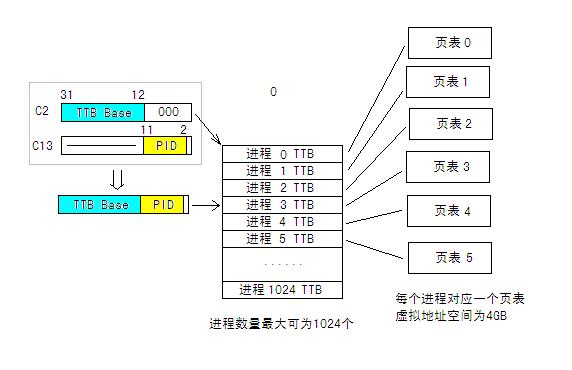 0
31 12
C2 TTB Base 000
11 2
C13 PID
TTB Base PID
进程 0 TTB
进程 1 TTB
进程 2 TTB
进程 3 TTB
进程 4 TTB
进程 5 TTB
······
进程1024 TTB
进程数量最大可为1024个
页表 0
页表 1
页表 2
页表 3
页表 4
页表 5
每个进程对应一个页表
虚拟地址空间为4GB